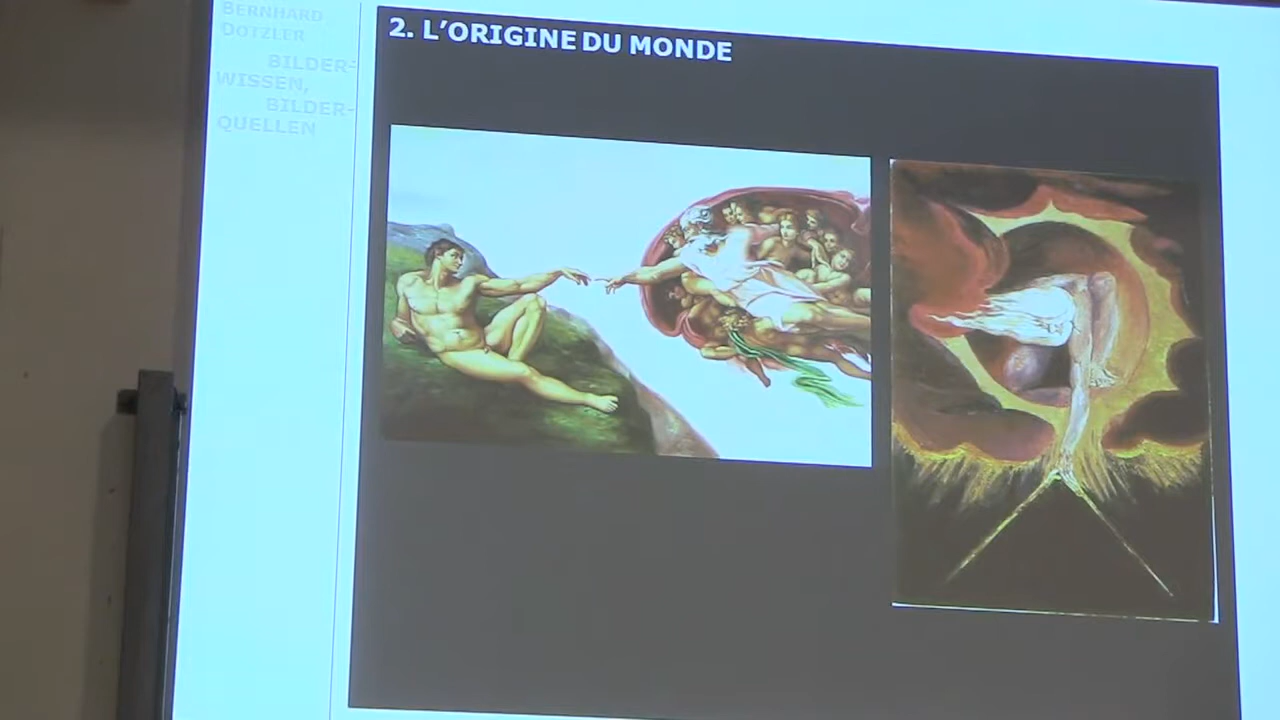 BERNHARD
DOTZLER
BILDER-
WISSEN,
BILDER-
QUELLEN
2. L'ORIGINE DU MONDE